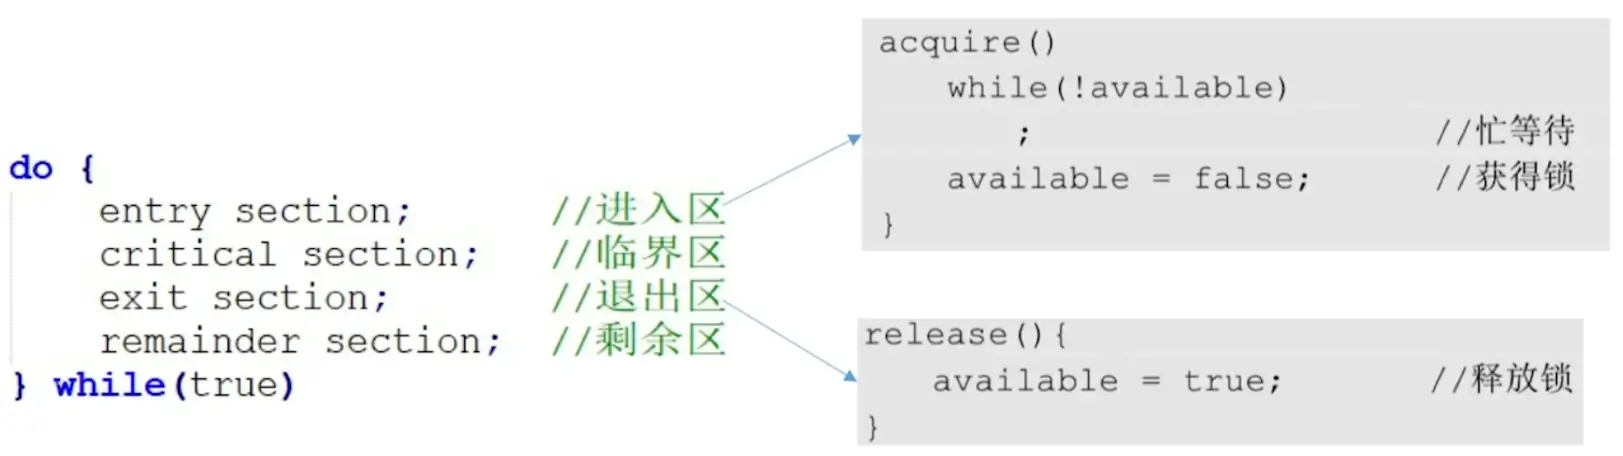 do {
entry section; //进入区
critical section; //临界区
exit section; //退出区
remainder section; //剩余区
} while(true)
acquire()
while(!available)
; //忙等待
available = false; //获得锁
}
release(){
available = true; //释放锁
}